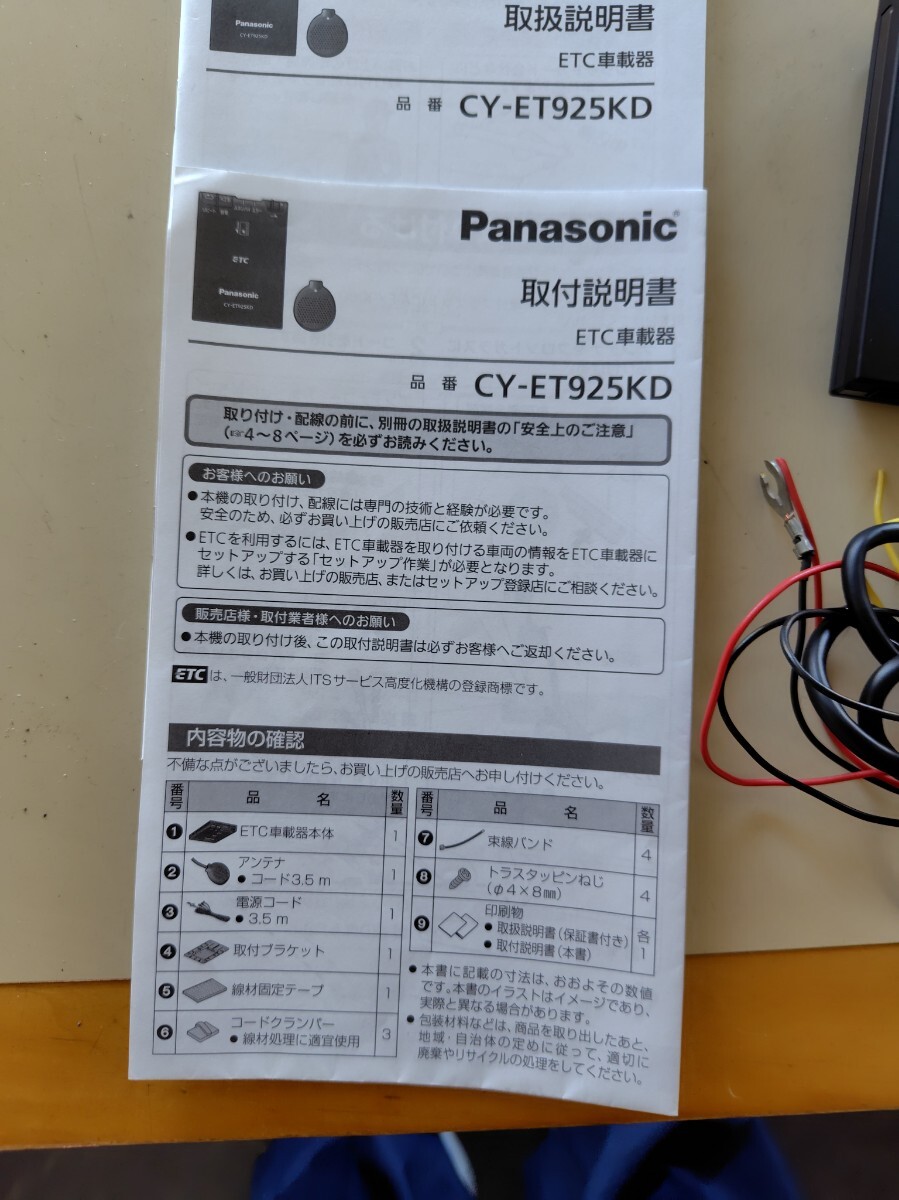 Panasonic
CY-ET925KD
取扱説明書
ETC車載器
品 番 CY-ET925KD
ETC
Panasonic
CY-ET925KD
Panasonic
取付説明書
ETC車載器
品 番 CY-ET925KD
取り付け・配線の前に、別冊の取扱説明書の「安全上のご注意」
(☞4〜8ページ)を必ずお読みください。
お客様へのお願い
●本機の取り付け、配線には専門の技術と経験が必要です。
安全のため、必ずお買い上げの販売店にご依頼ください。
●ETCを利用するには、ETC車載器を取り付ける車両の情報をETC車載器に
セットアップする「セットアップ作業」が必要となります。
詳しくは、お買い上げの販売店、またはセットアップ登録店にご相談ください。
販売店様・取付業者様へのお願い
●本機の取り付け後、この取付説明書は必ずお客様へご返却ください。
ETCは、一般財団法人ITSサービス高度化機構の登録商標です。
内容物の確認
不備な点がございましたら、お買い上げの販売店へお申し付けください。
番号 品 名 数量
❶ ETC車載器本体 1
❷ アンテナ
●コード3.5 m 1
❸ 電源コード
●3.5 m 1
❹ 取付ブラケット 1
❺ 線材固定テープ 1
❻ コードクランパー
●線材処理に適宜使用 3
番号 品 名 数量
❼ 束線バンド 4
❽ トラスタッピンねじ
(φ4×8㎜) 4
❾ 印刷物
●取扱説明書(保証書付き)
●取付説明書(本書)
各1
●本書に記載の寸法は、おおよその数値
です。本書のイラストはイメージであり、
実際と異なる場合があります。
●包装材料などは、商品を取り出したあと、
地域・自治体の定めに従って、適切に
廃棄やリサイクルの処理をしてください。